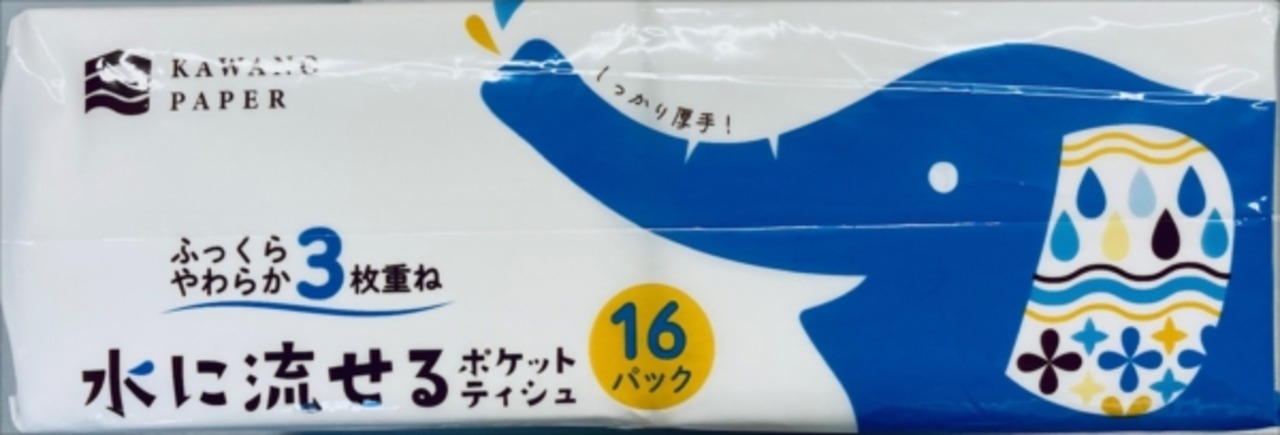 KAWANO
PAPER
しっかり厚手!
ふっくら
やわらか3枚重ね
水に流せるポケット
ティシュ
16
パック